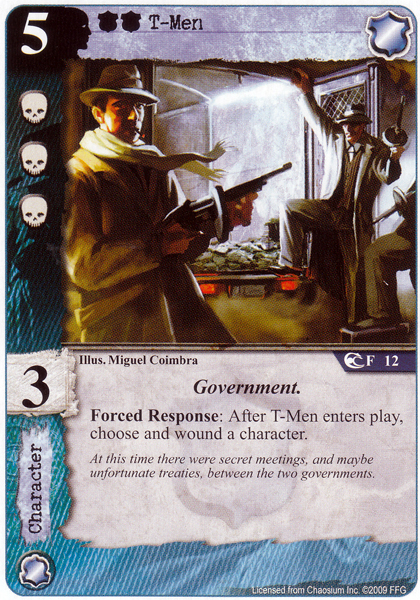 5 T-Men
Illus. Miguel Coimbra
F 12
3
Government.
Forced Response: After T-Men enters play,
choose and wound a character.
At this time there were secret meetings, and maybe
unfortunate treaties, between the two governments.
Character
Licensed from Chaosium Inc. ©2009 FFG